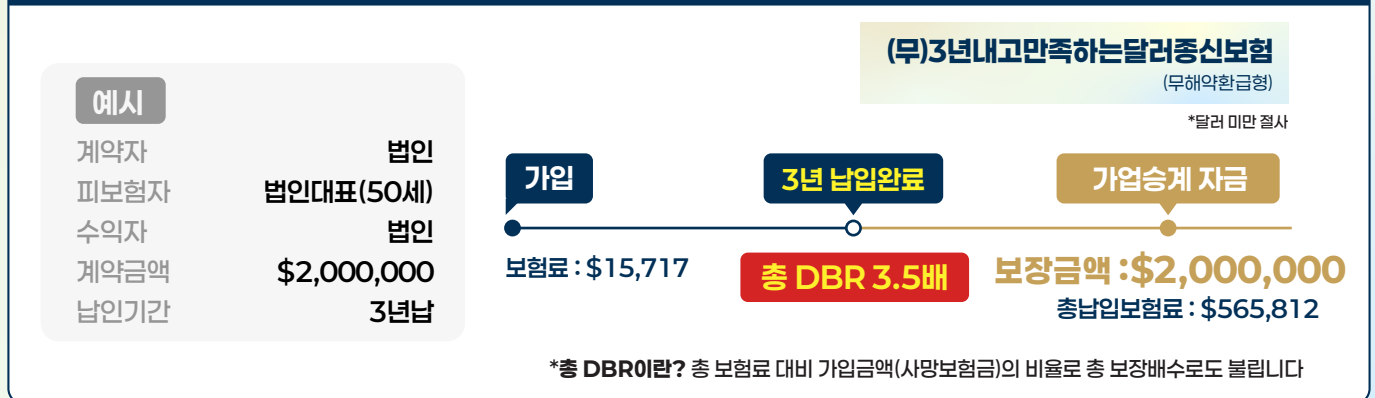 (무)3년내고만족하는달러종신보험
(무해약환급형)
*달러 미만 절사
예시
계약자 법인
피보험자 법인대표(50세)
수익자 법인
계약금액 $2,000,000
납인기간 3년납
가입 3년 납입완료 가업승계 자금
보험료 : $15,717 총 DBR 3.5배 보장금액 :$2,000,000
총납입보험료 : $565,812
*총 DBR이란? 총 보험료 대비 가입금액(사망보험금)의 비율로 총 보장배수로도 불립니다